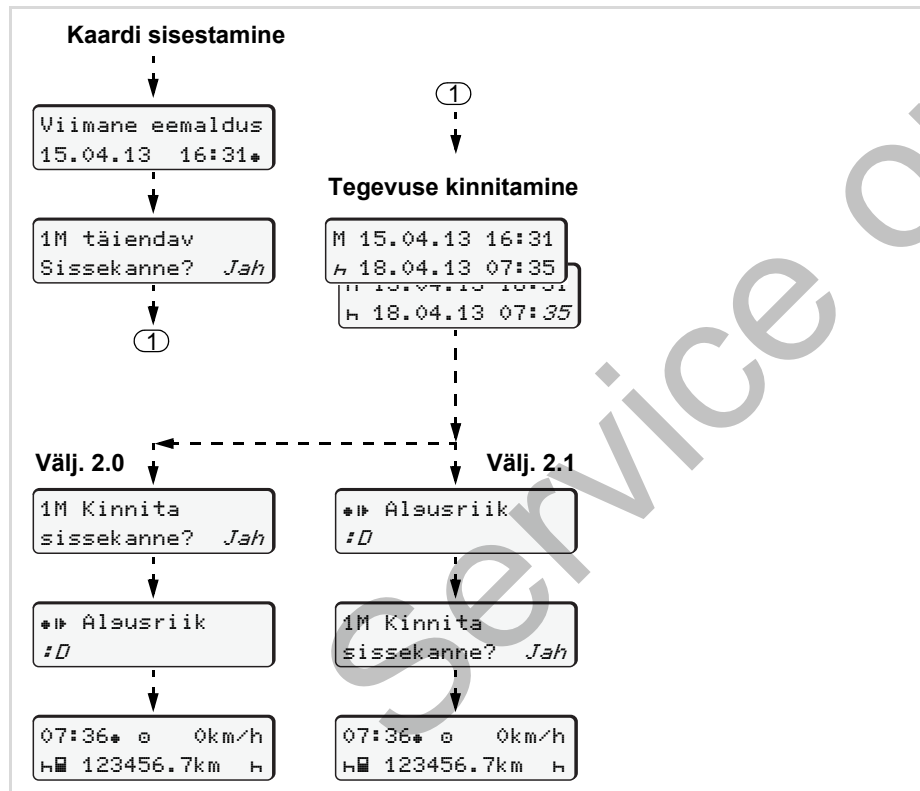 Kaardi sisestamine
Viimane eemaldus
15.04.13 16:31
1M täiendav
Sissekanne? Jah
1
1
Tegevuse kinnitamine
M 15.04.13 16:31
18.04.13 07:35
18.04.13 07:35
Välj. 2.0
1M Kinnita
sissekanne? Jah
Algusriik
:D
07:36 0km/h
123456.7km
Välj. 2.1
Algusriik
:D
1M Kinnita
sissekanne? Jah
07:36 0km/h
123456.7km
Service o